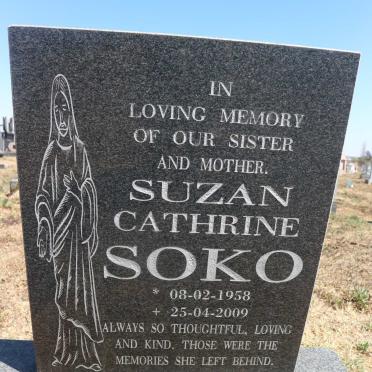 IN
LOVING MEMORY
OF OUR SISTER
AND MOTHER.
SUZAN
CATHRINE
SOKO
* 08-02-1958
+ 25-04-2009
ALWAYS SO THOUGHTFUL, LOVING
AND KIND. THOSE WERE THE
MEMORIES SHE LEFT BEHIND.